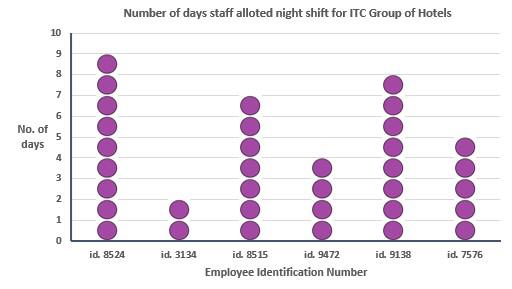 Number of days staff alloted night shift for ITC Group of Hotels
10
9
8
7
6
5
4
3
2
1
0
No. of
days
id. 8524 id. 3134 id. 8515 id. 9472 id. 9138 id. 7576
Employee Identification Number